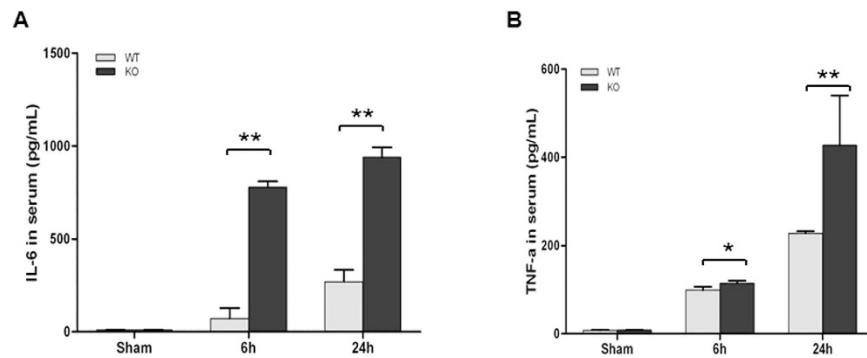 A
IL-6 in serum (pg/mL)
1500
1000
500
0
WT
KO
**
**
Sham 6h 24h
B
TNF-a in serum (pg/mL)
600
400
200
0
WT
KO
*
**
Sham 6h 24h